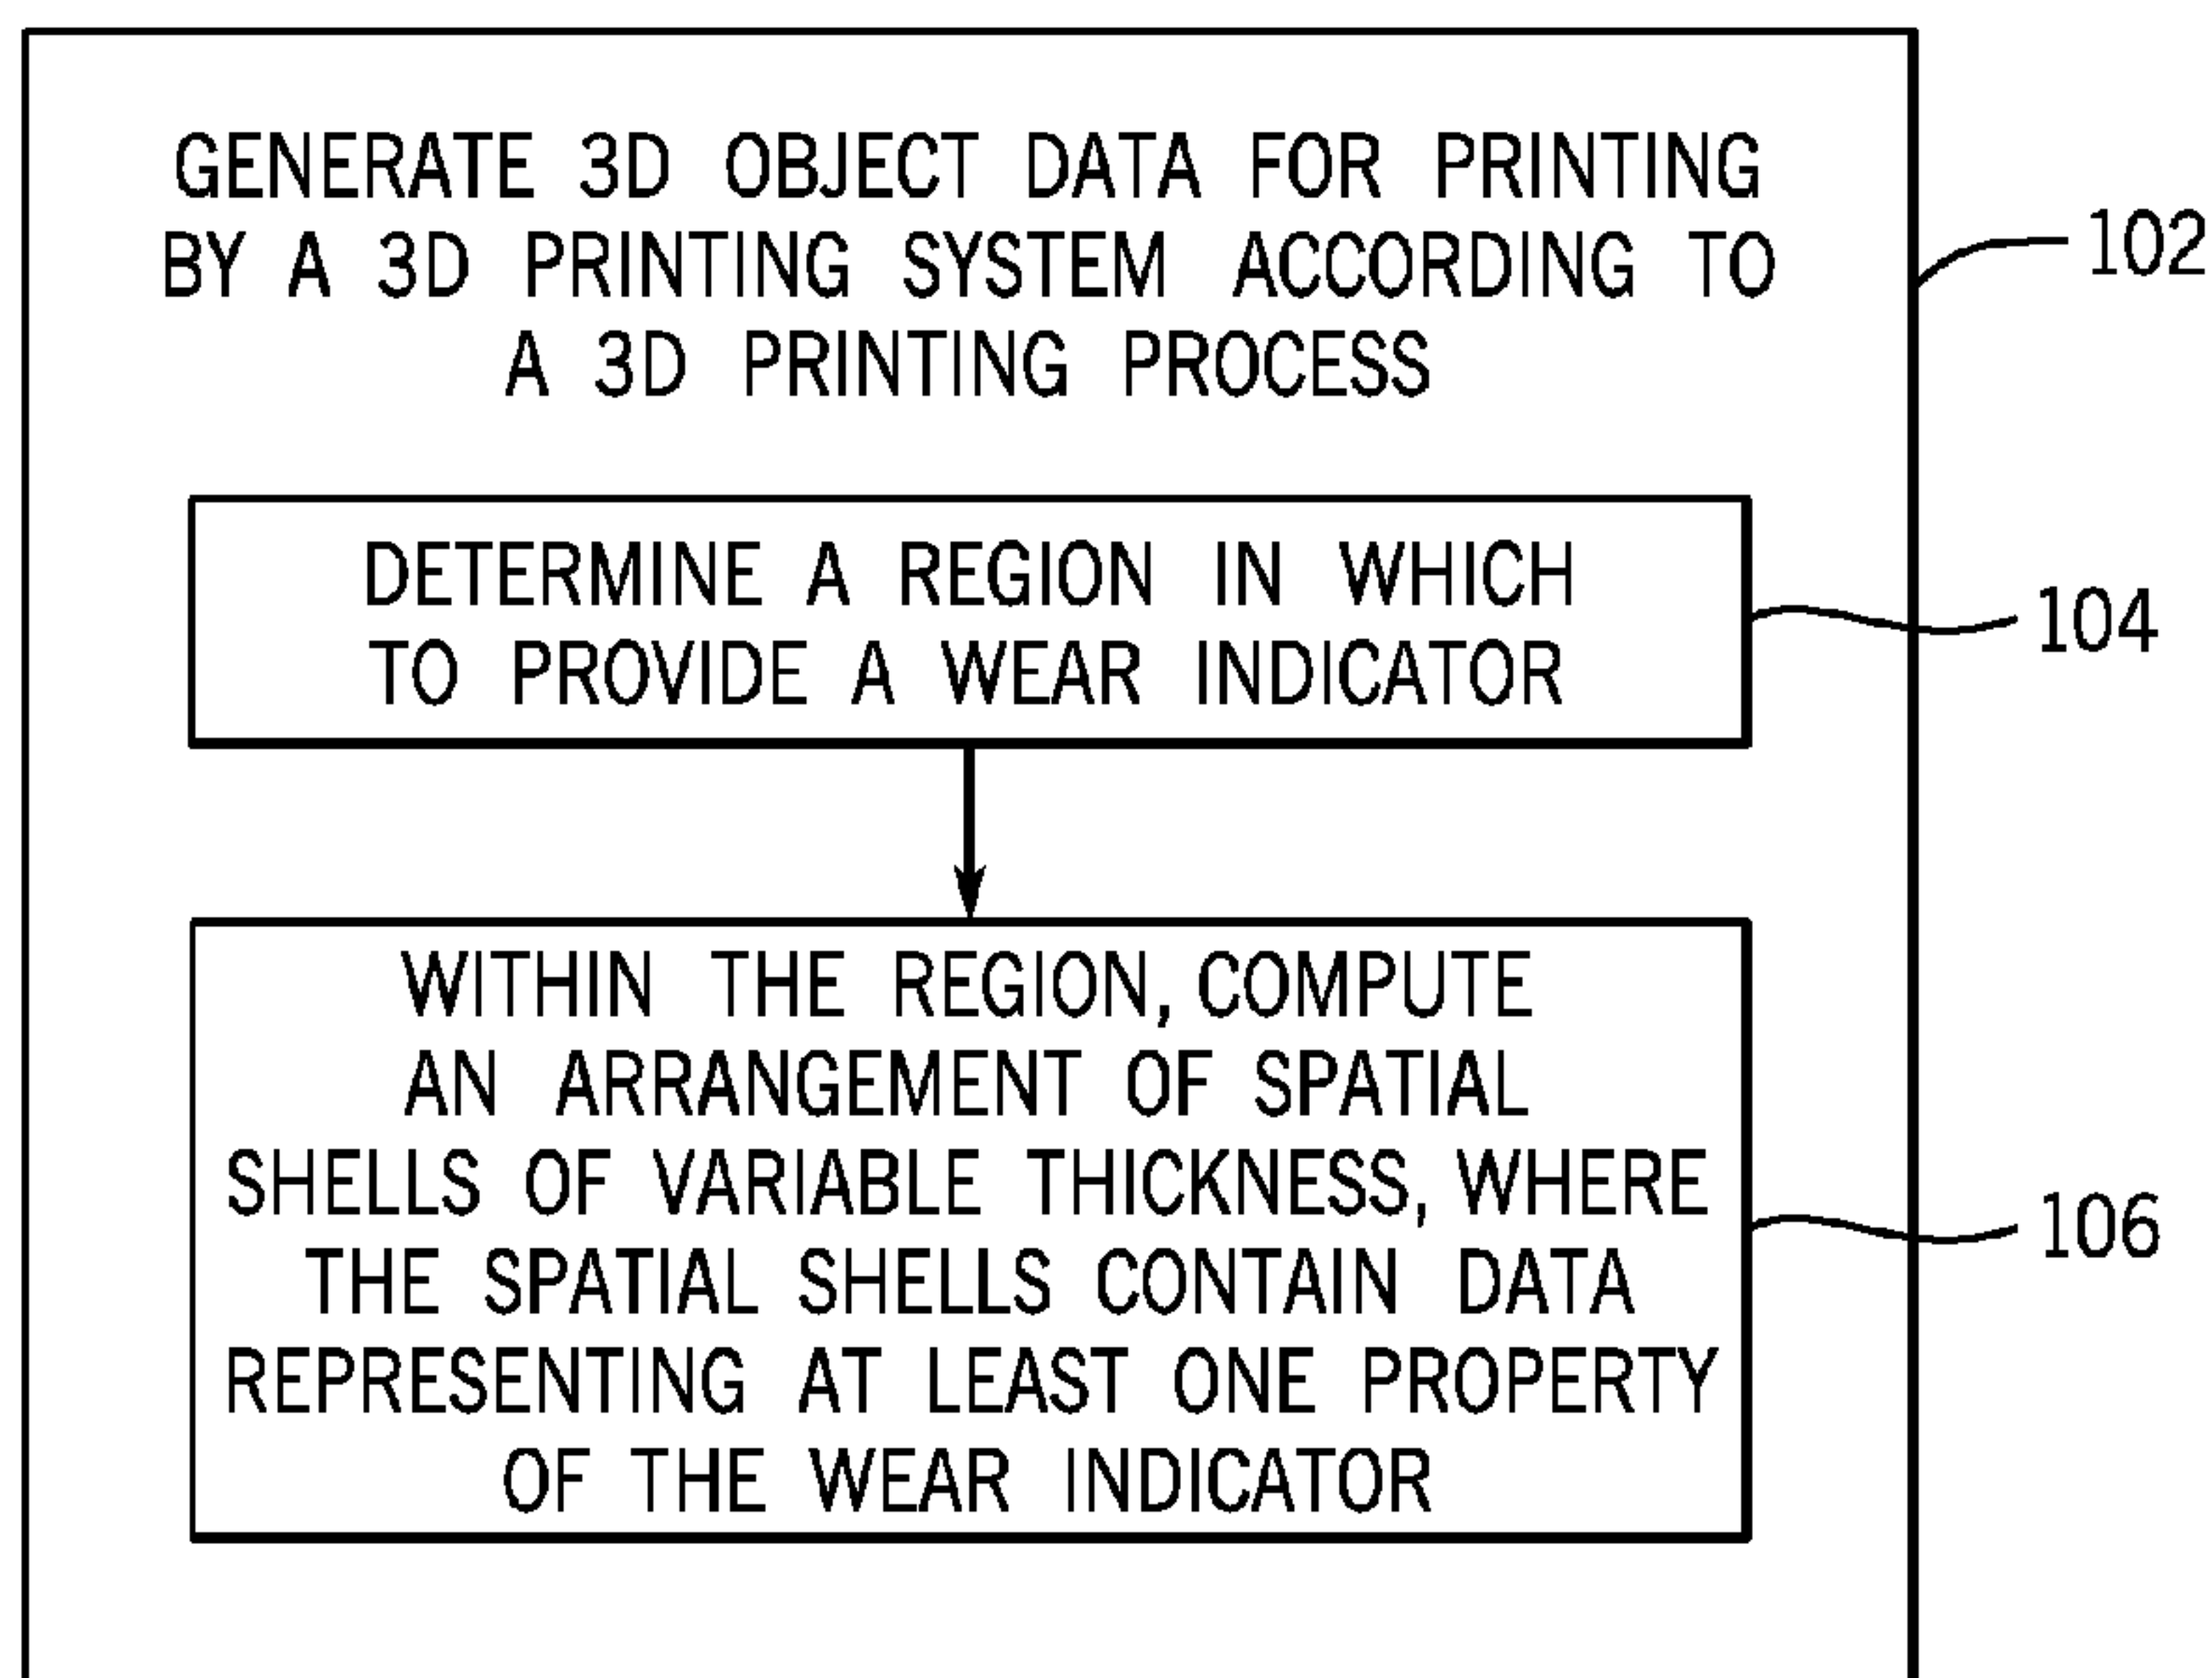 GENERATE 3D OBJECT DATA FOR PRINTING
BY A 3D PRINTING SYSTEM ACCORDING TO
A 3D PRINTING PROCESS
102
DETERMINE A REGION IN WHICH
TO PROVIDE A WEAR INDICATOR
104
WITHIN THE REGION, COMPUTE
AN ARRANGEMENT OF SPATIAL
SHELLS OF VARIABLE THICKNESS, WHERE
THE SPATIAL SHELLS CONTAIN DATA
REPRESENTING AT LEAST ONE PROPERTY
OF THE WEAR INDICATOR
106